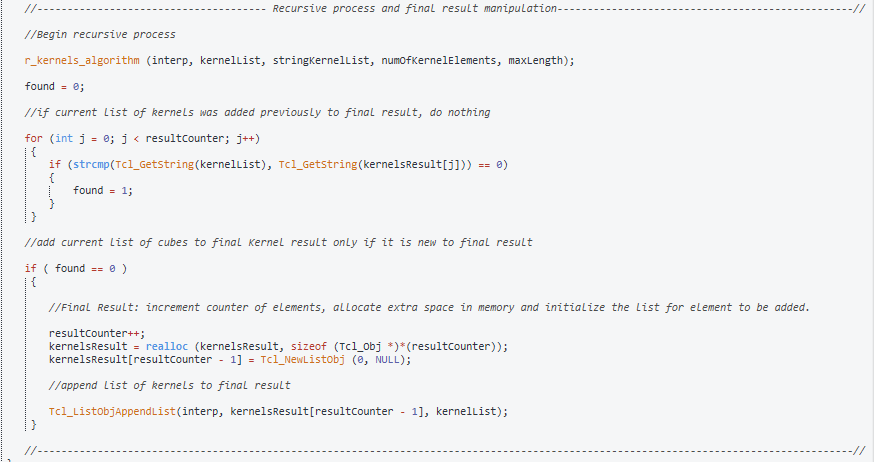 //------------------------------------ Recursive process and final result manipulation-----------------------------------------------//
//Begin recursive process
r_kernels_algorithm (interp, kernelList, stringKernelList, numOfKernelElements, maxLength);
found = 0;
//if current list of kernels was added previously to final result, do nothing
for (int j = 0; j < resultCounter; j++)
{
if (strcmp(Tcl_GetString(kernelList), Tcl_GetString(kernelsResult[j])) == 0)
{
found = 1;
}
}
//add current list of cubes to final Kernel result only if it is new to final result
if ( found == 0 )
{
//Final Result: increment counter of elements, allocate extra space in memory and initialize the list for element to be added.
resultCounter++;
kernelsResult = realloc (kernelsResult, sizeof (Tcl_Obj *)*(resultCounter));
kernelsResult[resultCounter - 1] = Tcl_NewListObj (0, NULL);
//append list of kernels to final result
Tcl_ListObjAppendList(interp, kernelsResult[resultCounter - 1], kernelList);
}
//----------------------------------------------------------------------------------------------------------------------------------//